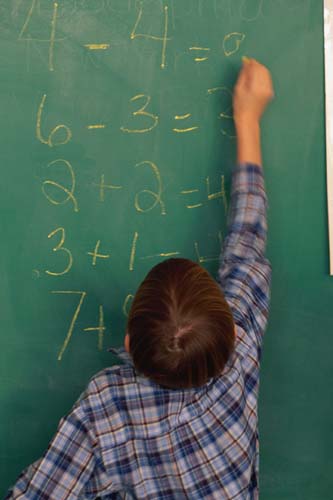 4 - 4 = 0
6 - 3 = 3
2 + 2 = 4
3 + 1 = 4
7 +